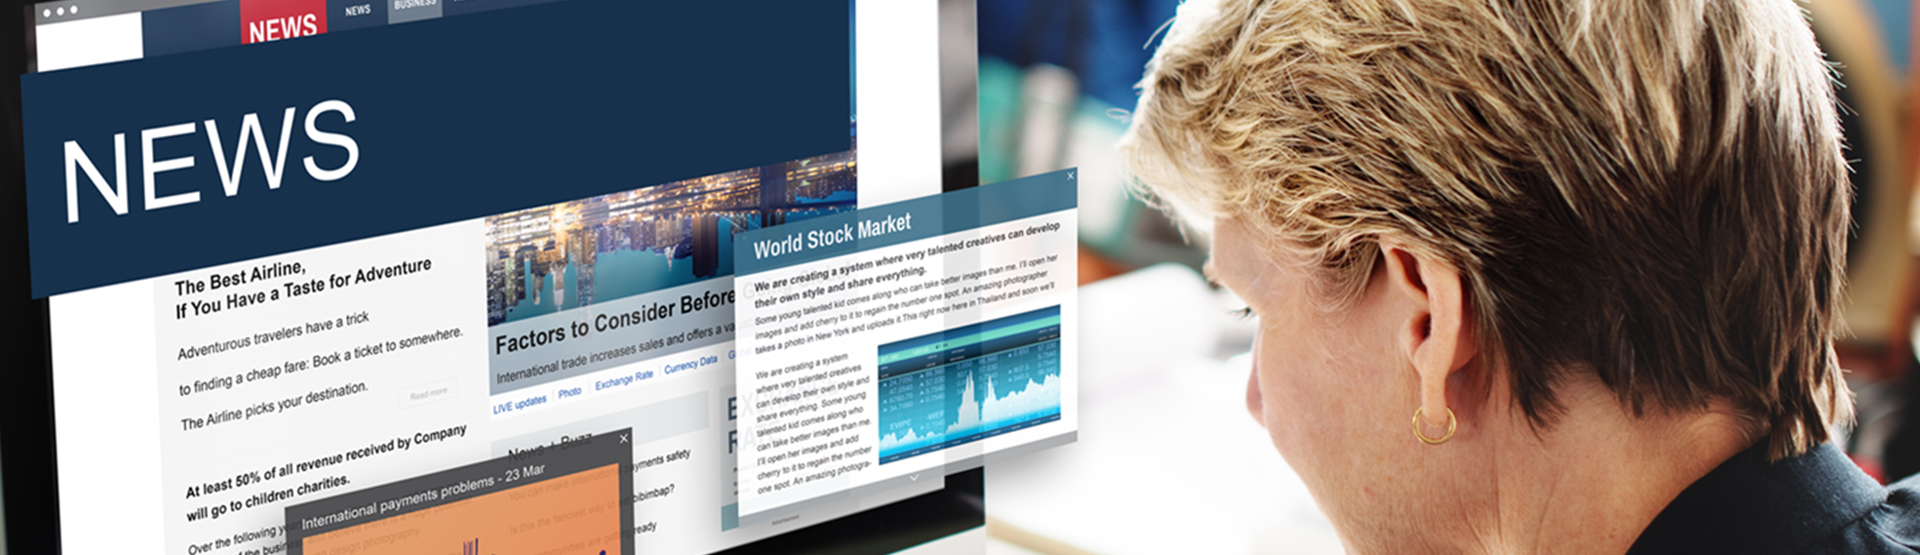 NEWS
NEWS
BUSINESS
NEWS
The Best Airline,
If You Have a Taste for Adventure
Adventurous travelers have a trick
to finding a cheap fare: Book a ticket to somewhere.
The Airline picks your destination.
Read more
At least 50% of all revenue received by Company
will go to children charities.
Over the following
of the
Factors to Consider Before
International trade increases sales and offers a
LIVE updates
Photo
Exchange Rate
Currency Data
News + Buzz
payments safety
bibimbap?
ready
International payments problems - 23 Mar
World Stock Market
We are creating a system where very talented creatives can develop
their own style and share everything.
Some young talented kid comes along who can take better images than me. I'll open her
images and add cherry to it to regain the number one spot. An amazing photographer
takes a photo in New York and uploads it.This right now here in Thailand and soon we'll
We are creating a system
where very talented creatives
can develop their own style and
share everything. Some young
talented kid comes along who
can take better images than me.
I'll open her images and add
cherry to it to regain the number
one spot. An amazing photogra-
Advertisement